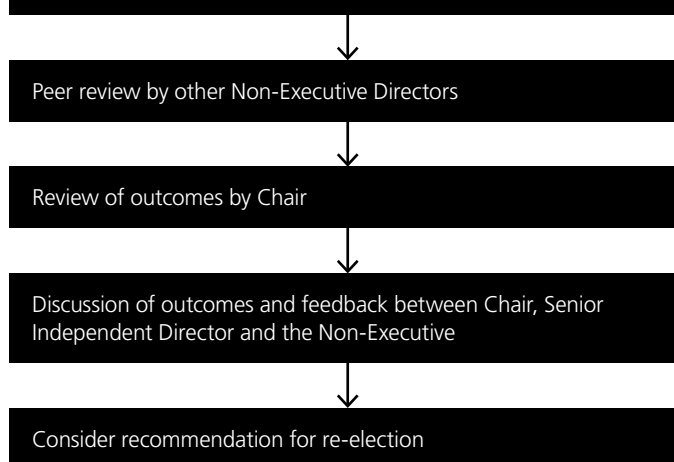 Peer review by other Non-Executive Directors
Review of outcomes by Chair
Discussion of outcomes and feedback between Chair, Senior
Independent Director and the Non-Executive
Consider recommendation for re-election